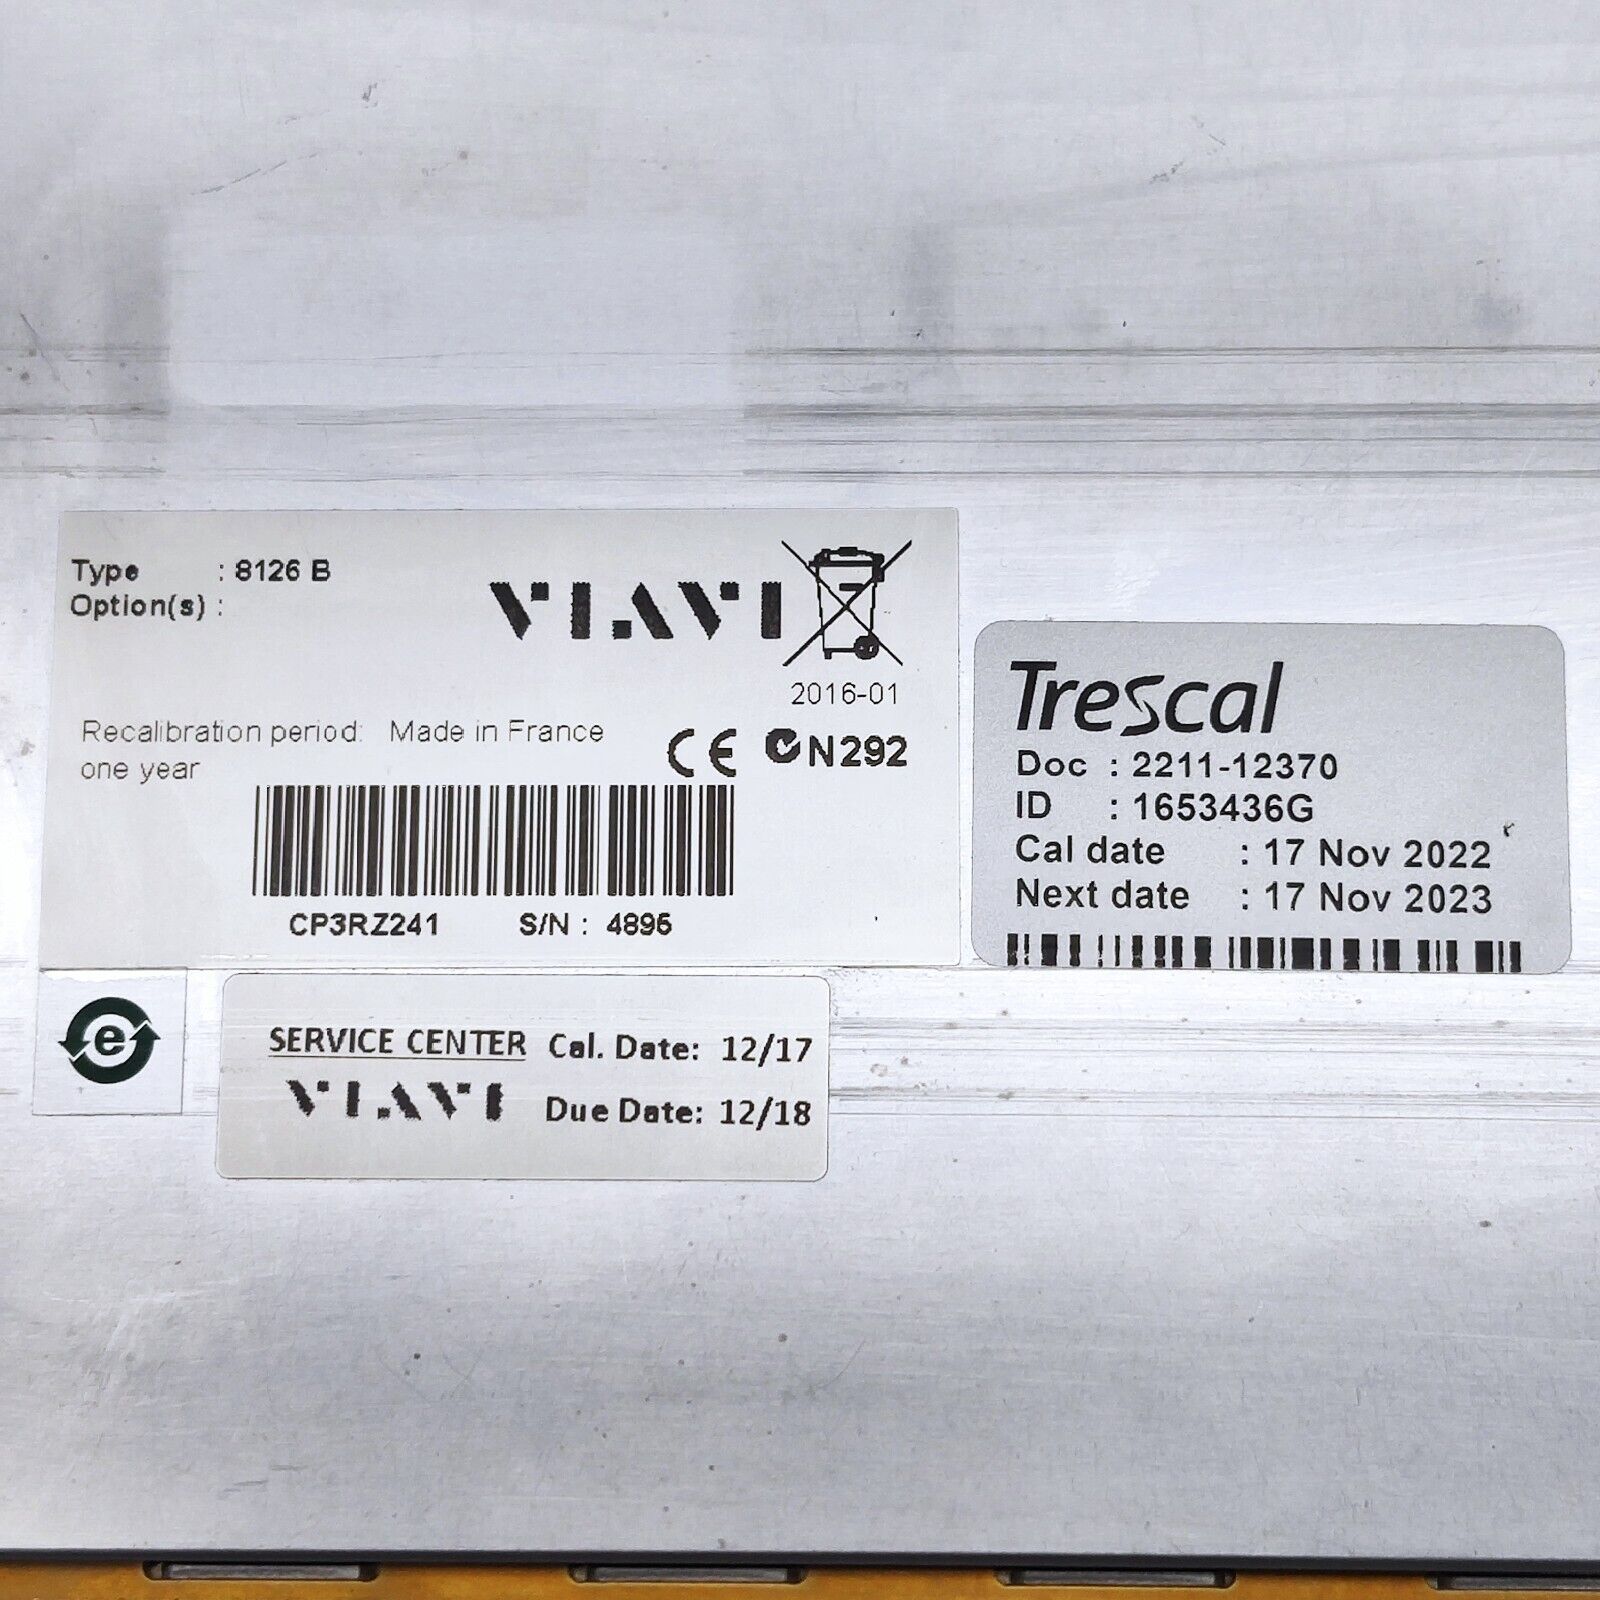 Type : 8126 B
Option(s) :
VIAVI
2016-01
Recalibration period: Made in France
one year
CE N292
CP3RZ241 S/N : 4895
Trescal
Doc : 2211-12370
ID : 1653436G
Cal date : 17 Nov 2022
Next date : 17 Nov 2023
e
SERVICE CENTER Cal. Date: 12/17
VIAVI Due Date: 12/18